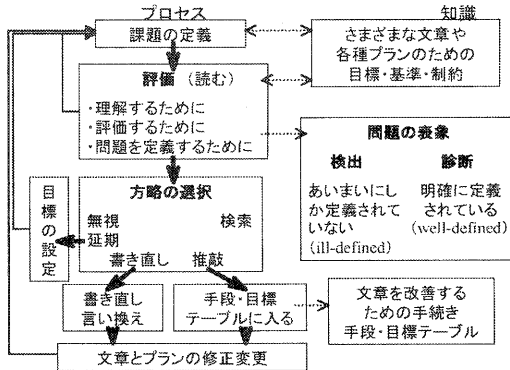 プロセス
知識
課題の定義
さまざまな文章や
各種プランのための
目標・基準・制約
評価（読む）
・理解するために
・評価するために
・問題を定義するために
問題の表象
検出
診断
あいまいにし
か定義されて
いない
(ill-defined)
明確に定義
されている
(well-defined)
方略の選択
無視
検索
延期
書き直し
推敲
目標の設定
書き直し
言い換え
手段・目標
テーブルに入る
文章を改善する
ための手続き
手段・目標テーブル
文章とプランの修正変更